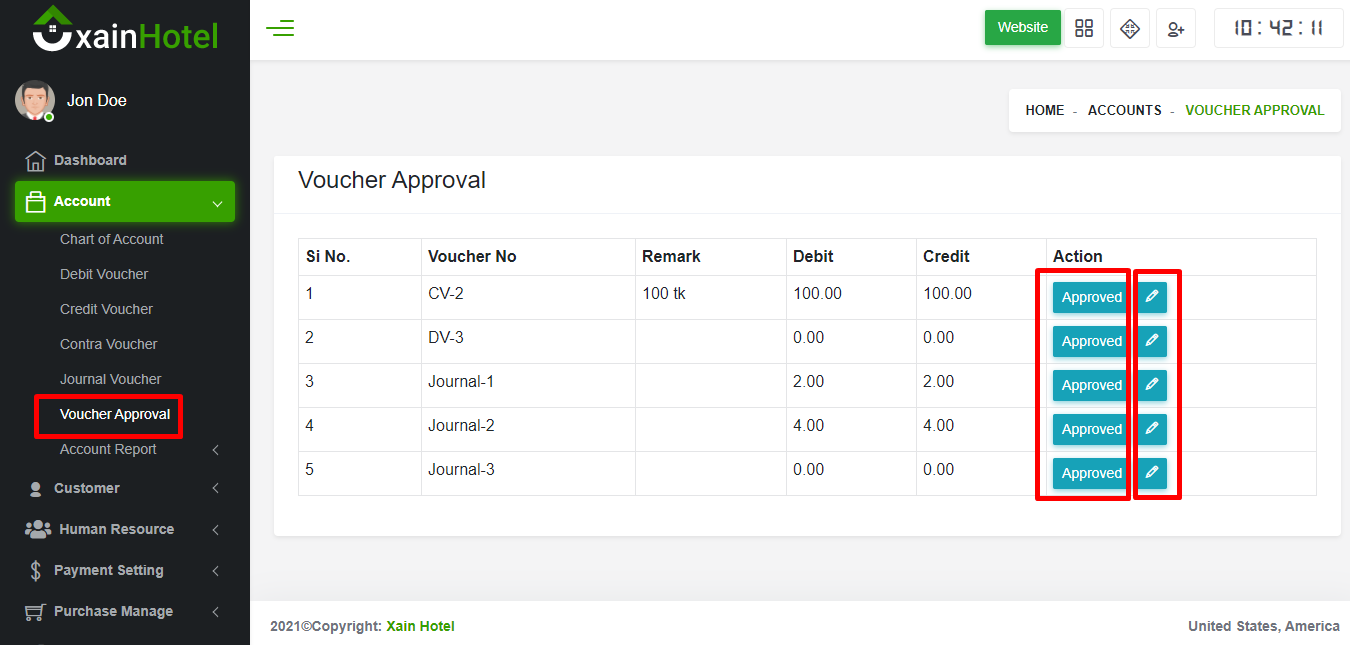 xainHotel
Jon Doe
Dashboard
Account
Chart of Account
Debit Voucher
Credit Voucher
Contra Voucher
Journal Voucher
Voucher Approval
Account Report
Customer
Human Resource
Payment Setting
Purchase Manage
Website
10:42:11
HOME - ACCOUNTS - VOUCHER APPROVAL
Voucher Approval
Si No. Voucher No Remark Debit Credit Action
1 CV-2 100 tk 100.00 100.00 Approved
2 DV-3 0.00 0.00 Approved
3 Journal-1 2.00 2.00 Approved
4 Journal-2 4.00 4.00 Approved
5 Journal-3 0.00 0.00 Approved
2021©Copyright: Xain Hotel
United States, America